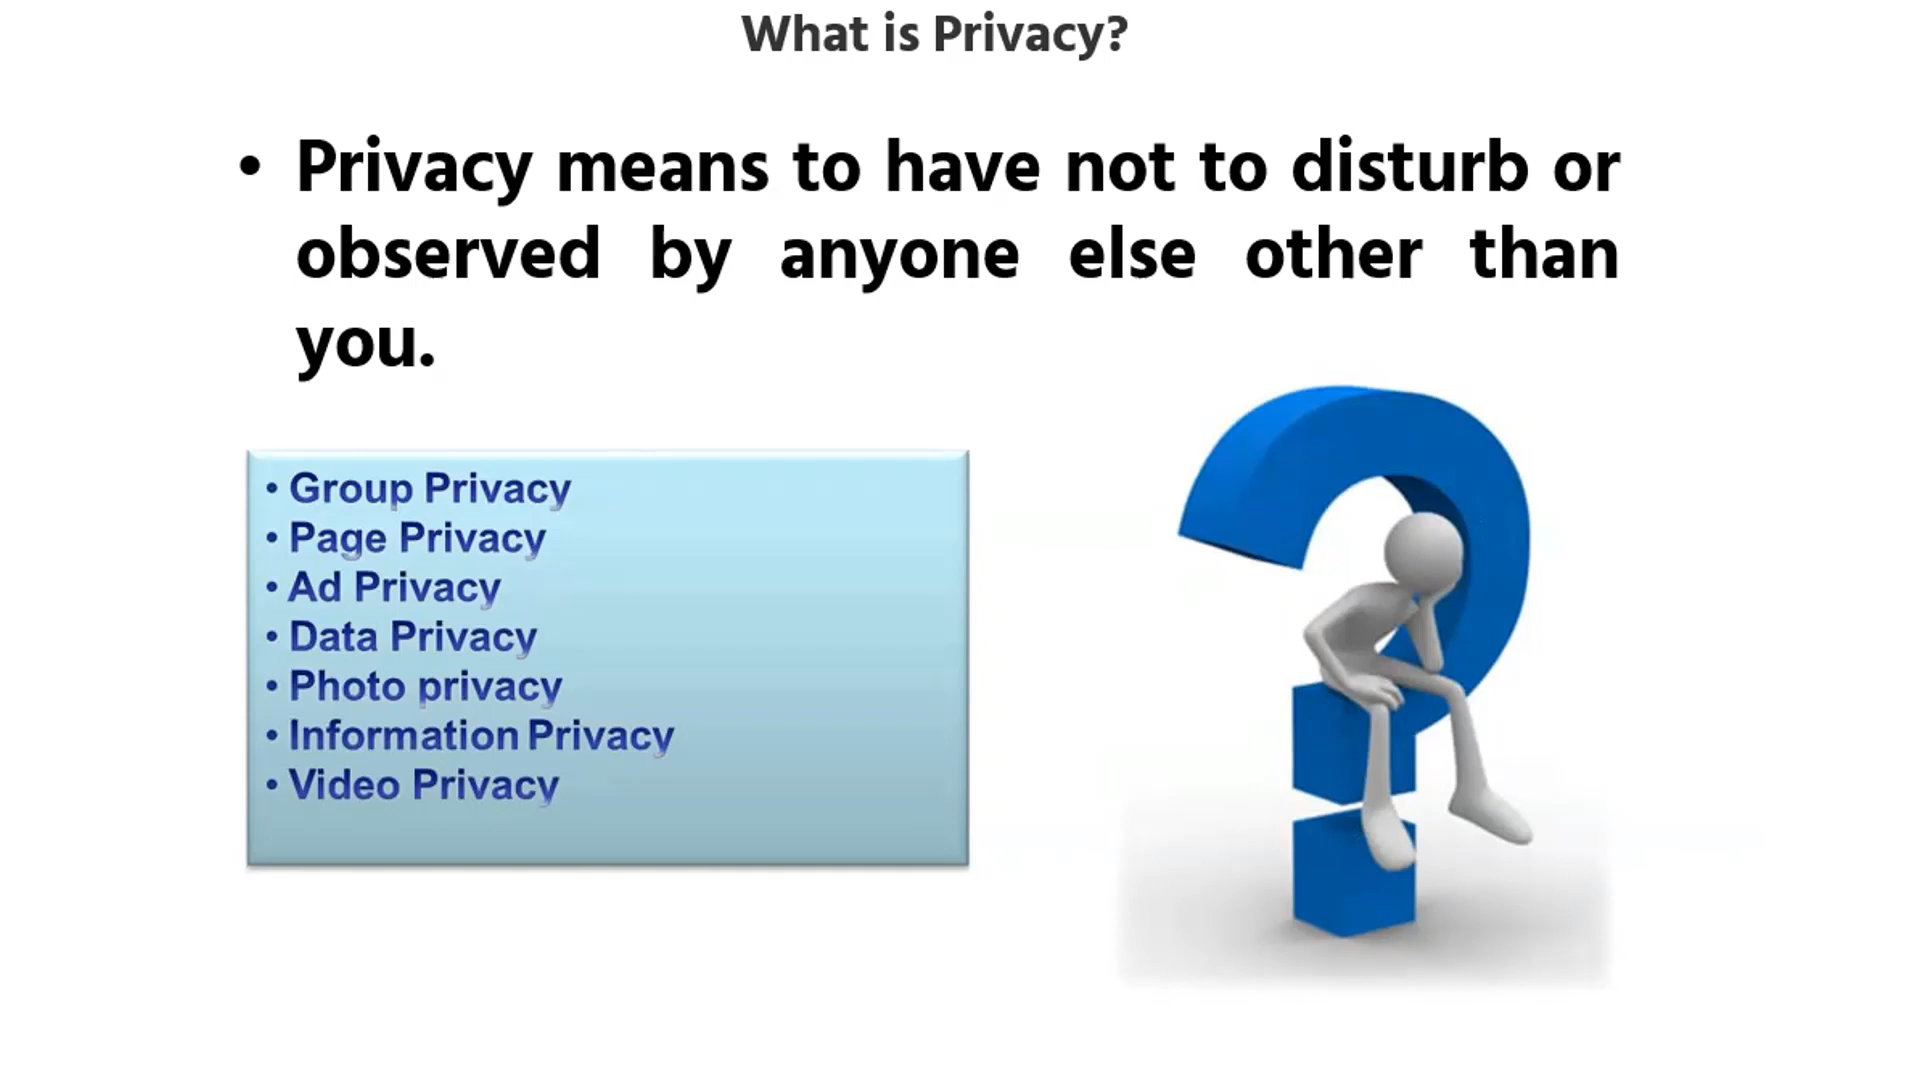 What is Privacy?
• Privacy means to have not to disturb or
observed by anyone else other than
you.
• Group Privacy
• Page Privacy
• Ad Privacy
• Data Privacy
• Photo privacy
• Information Privacy
• Video Privacy